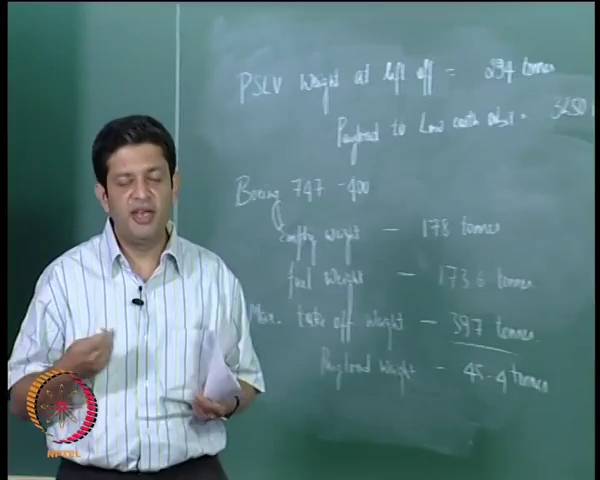 PSLV Weight at lift off = 294 tonnes
Payload to Low earth orbit - 3250
Boeing 747 - 400
Empty weight - 178 tonnes
fuel weight - 173.6 tonnes
Max. take off weight - 397 tonnes
Payload weight - 45.4 tonnes
NPTEL